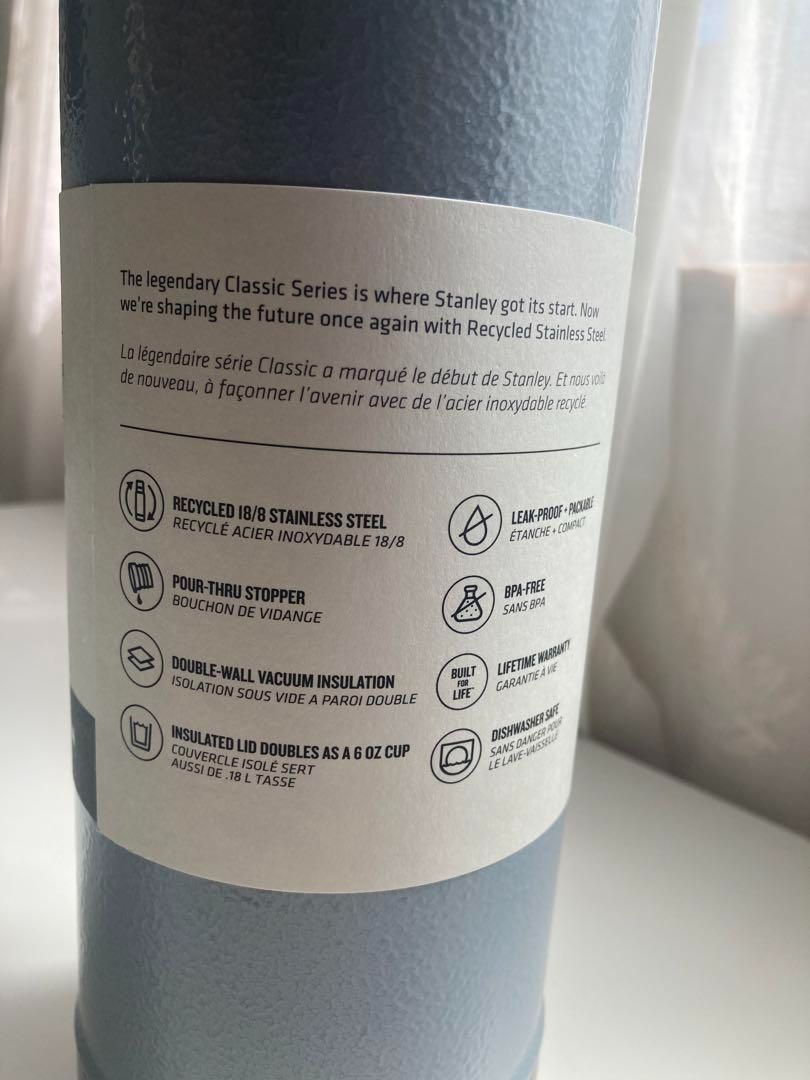 The legendary Classic Series is where Stanley got its start. Now
we're shaping the future once again with Recycled Stainless Steel.
La légendaire série Classic a marqué le début de Stanley. Et nous voilà
de nouveau, à façonner l'avenir avec de l'acier inoxydable recyclé.
RECYCLED 18/8 STAINLESS STEEL
RECYCLÉ ACIER INOXYDABLE 18/8
POUR-THRU STOPPER
BOUCHON DE VIDANGE
DOUBLE-WALL VACUUM INSULATION
ISOLATION SOUS VIDE A PAROI DOUBLE
INSULATED LID DOUBLES AS A 6 OZ CUP
COUVERCLE ISOLÉ SERT
AUSSI DE .18 L TASSE
LEAK-PROOF + PACKABLE
ÉTANCHE + COMPACT
BPA-FREE
SANS BPA
BUILT
FOR
LIFE™
LIFETIME WARRANTY
GARANTIE À VIE
DISHWASHER SAFE
SANS DANGER POUR
LE LAVE-VAISSELLE